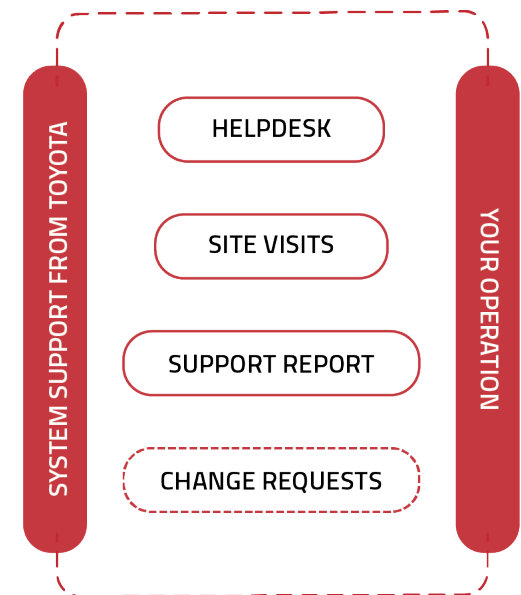 SYSTEM SUPPORT FROM TOYOTA
HELPDESK
SITE VISITS
SUPPORT REPORT
CHANGE REQUESTS
YOUR OPERATION